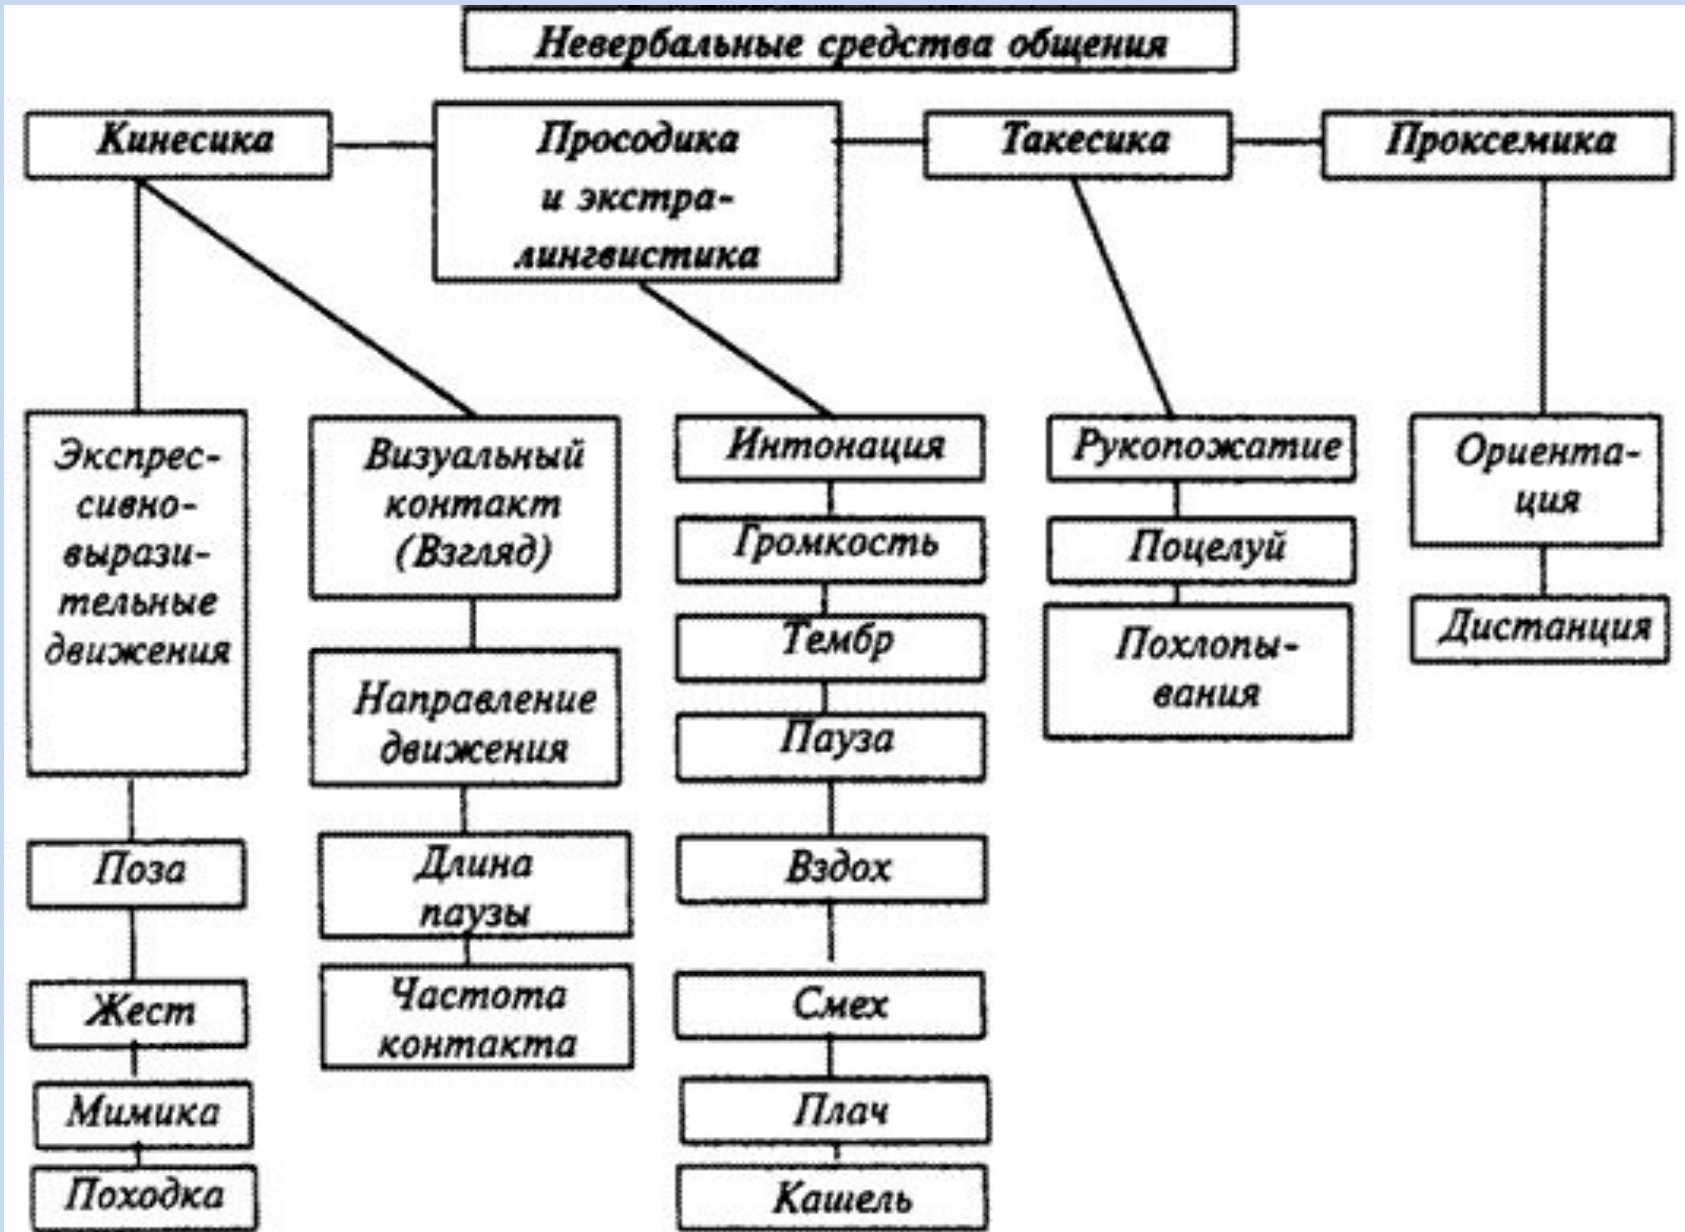 Невербальные средства общения
Кинесика
Просодика
и экстра-
лингвистика
Такесика
Проксемика
Экспрес-
сивно-
вырази-
тельные
движения
Поза
Жест
Мимика
Походка
Визуальный
контакт
(Взгляд)
Направление
движения
Длина
паузы
Частота
контакта
Интонация
Громкость
Тембр
Пауза
Вздох
Смех
Плач
Кашель
Рукопожатие
Поцелуй
Похлопы-
вания
Ориента-
ция
Дистанция